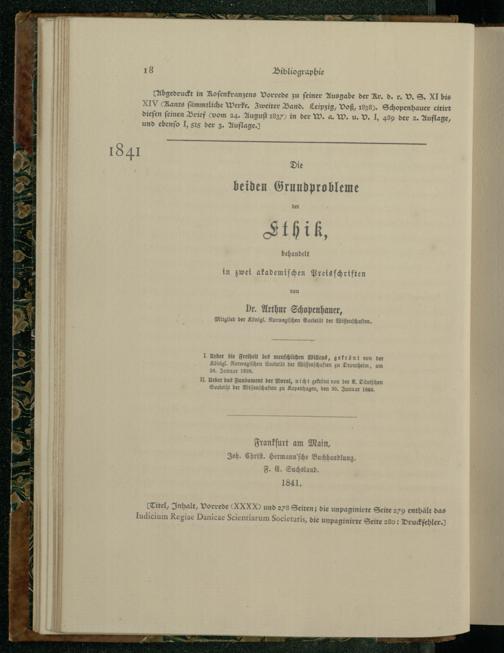 18
Bibliographie
[Abgedruckt in Rosenkranzens Vorrede zu seiner Ausgabe der Kr. d. r. V. S. XI bis
XIV (Kants sämmtliche Werke. Zweiter Band. Leipzig, Voß, 1838). Schopenhauer citirt
diesen seinen Brief (vom 24. August 1837) in der W. a. W. u. V. I, 489 der 2. Auflage,
und ebenso I, 515 der 3. Auflage.]
1841
Die
beiden Grundprobleme
der
Ethik,
behandelt
in zwei akademischen Preisschriften
von
Dr. Arthur Schopenhauer,
Mitglied der Königl. Norwegischen Societät der Wissenschaften.
I. Ueber die Freiheit des menschlichen Willens, gekrönt von der
Königl. Norwegischen Societät der Wissenschaften zu Drontheim, am
26. Januar 1839.
II. Ueber das Fundament der Moral, nicht gekrönt von der K. Dänischen
Societät der Wissenschaften zu Kopenhagen, den 30. Januar 1840.
Frankfurt am Main,
Joh. Christ. Hermann'sche Buchhandlung.
F. E. Suchsland.
1841.
[Titel, Inhalt, Vorrede (XXXX) und 278 Seiten; die unpaginirte Seite 279 enthält das
Iudicium Regiae Danicae Scientiarum Societatis, die unpaginirte Seite 280: Druckfehler.]